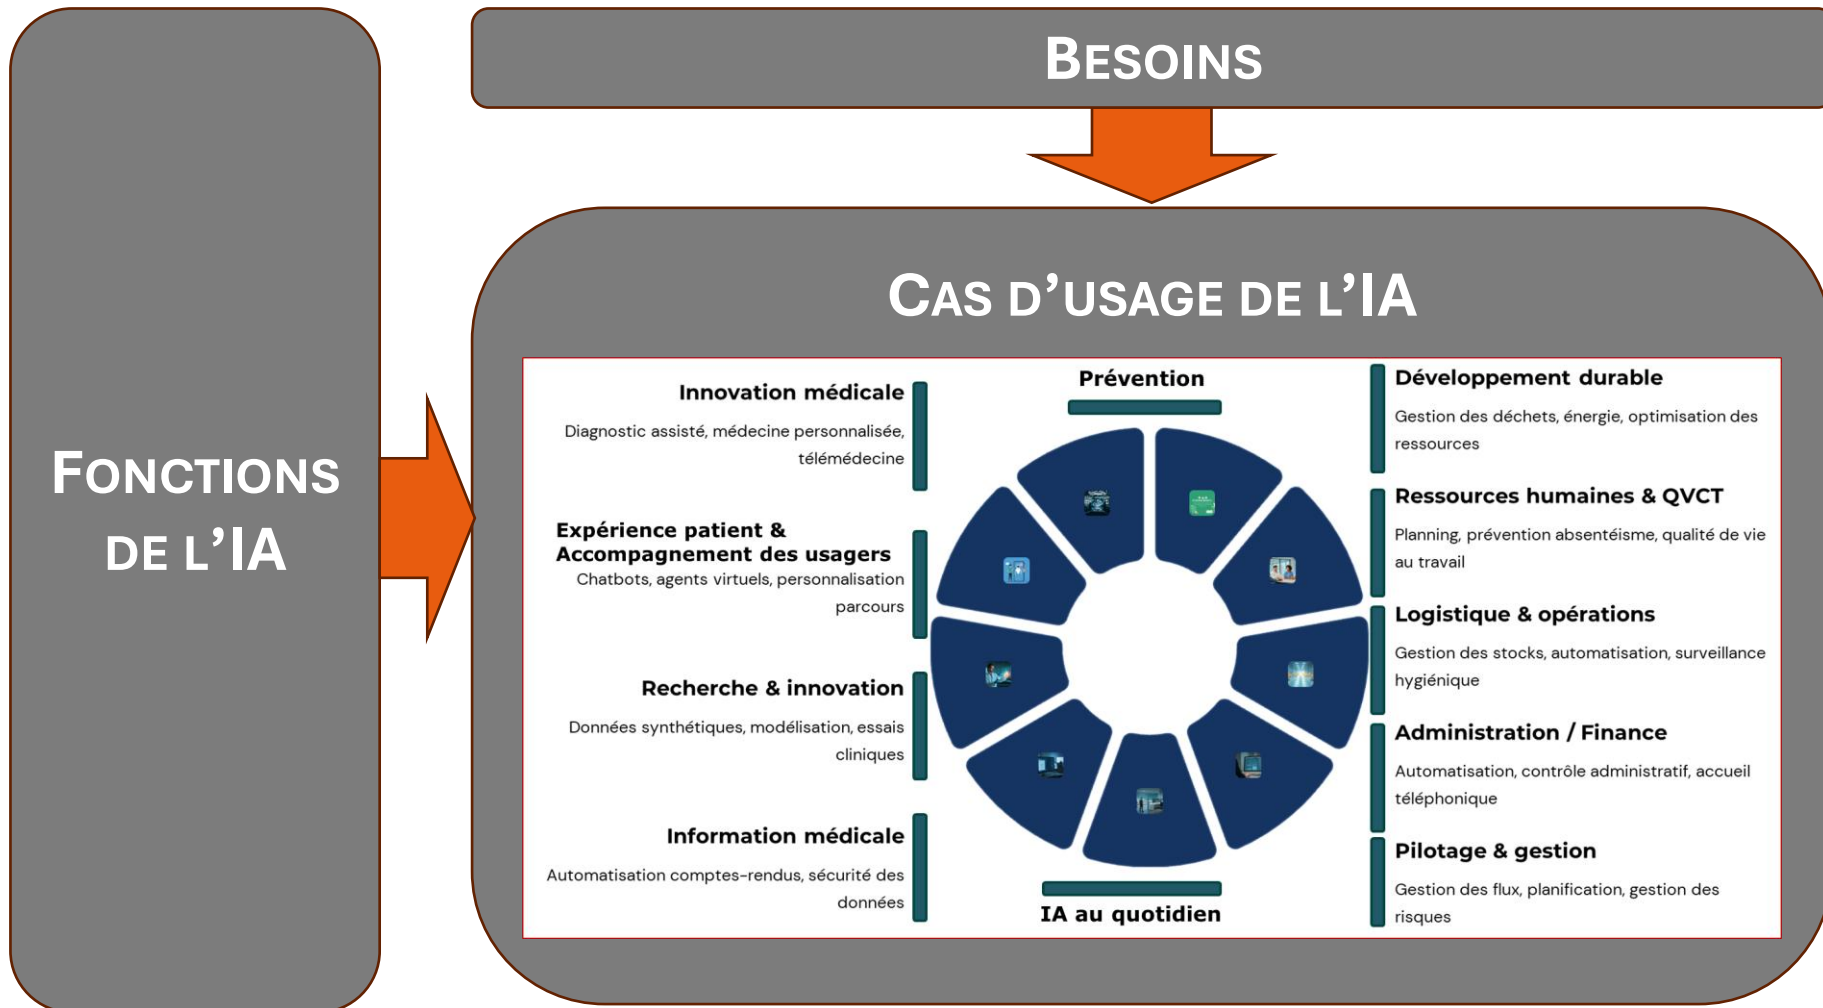 BESOINS
FONCTIONS
DE L'IA
CAS D'USAGE DE L'IA
Innovation médicale
Diagnostic assisté, médecine personnalisée,
télémédecine
Expérience patient &
Accompagnement des usagers
Chatbots, agents virtuels, personnalisation
parcours
Recherche & innovation
Données synthétiques, modélisation, essais
cliniques
Information médicale
Automatisation comptes-rendus, sécurité des
données
Prévention
IA au quotidien
Développement durable
Gestion des déchets, énergie, optimisation des
ressources
Ressources humaines & QVCT
Planning, prévention absentéisme, qualité de vie
au travail
Logistique & opérations
Gestion des stocks, automatisation, surveillance
hygiénique
Administration / Finance
Automatisation, contrôle administratif, accueil
téléphonique
Pilotage & gestion
Gestion des flux, planification, gestion des
risques